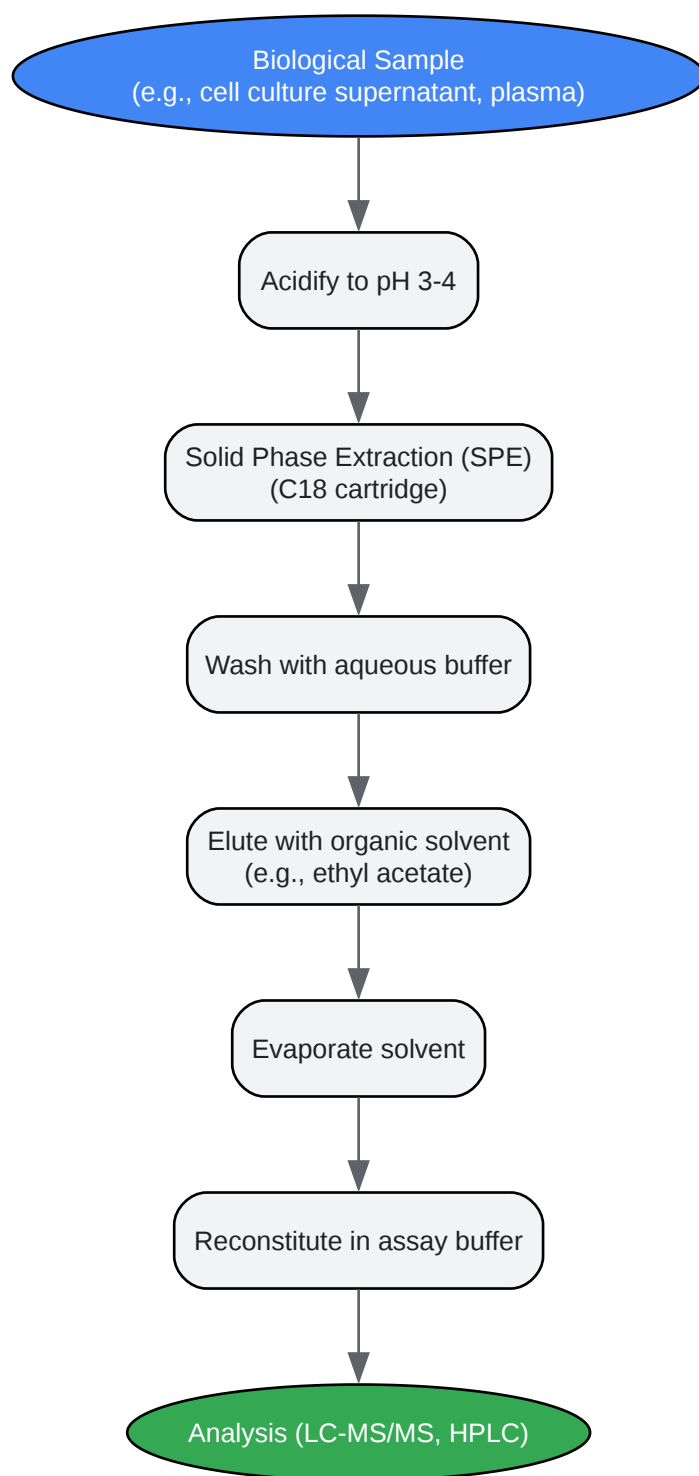 Biological Sample
(e.g., cell culture supernatant, plasma)
Acidify to pH 3-4
Solid Phase Extraction (SPE)
(C18 cartridge)
Wash with aqueous buffer
Elute with organic solvent
(e.g., ethyl acetate)
Evaporate solvent
Reconstitute in assay buffer
Analysis (LC-MS/MS, HPLC)